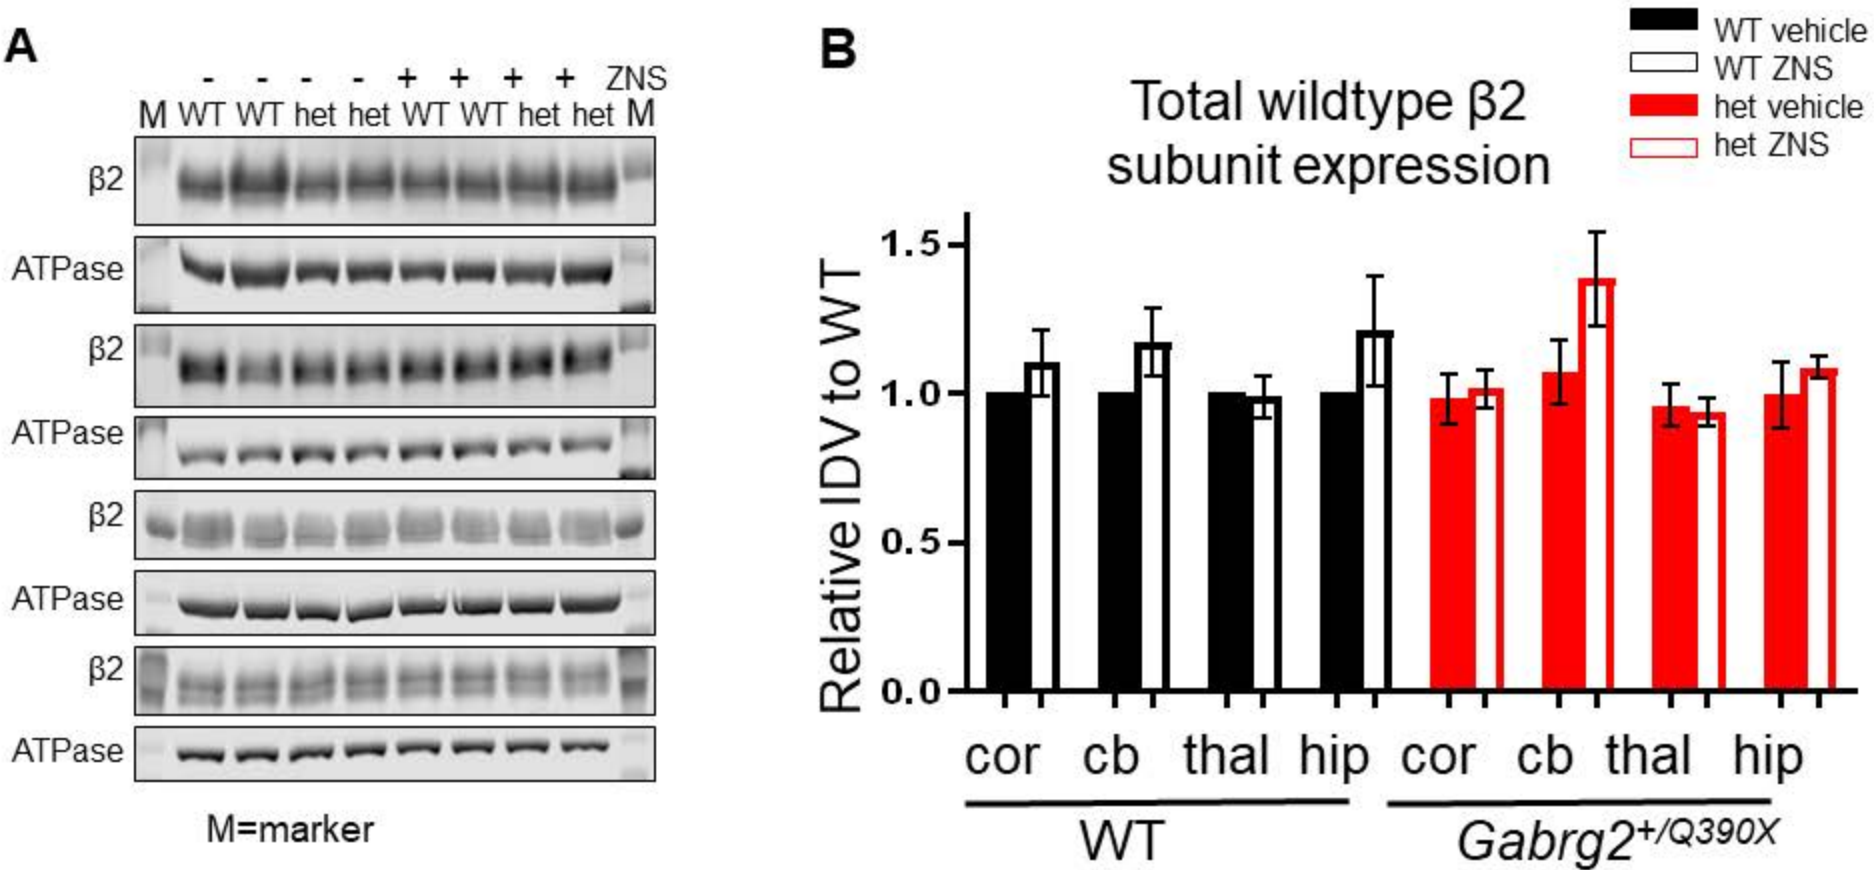 A
- - - - + + + + ZNS
M WT WT het het WT WT het het M
β2
ATPase
β2
ATPase
β2
ATPase
β2
ATPase
M=marker
B
WT vehicle
WT ZNS
het vehicle
het ZNS
Total wildtype β2
subunit expression
Relative IDV to WT
1.5
1.0
0.5
0.0
cor cb thal hip cor cb thal hip
WT Gabrg2+/Q390X